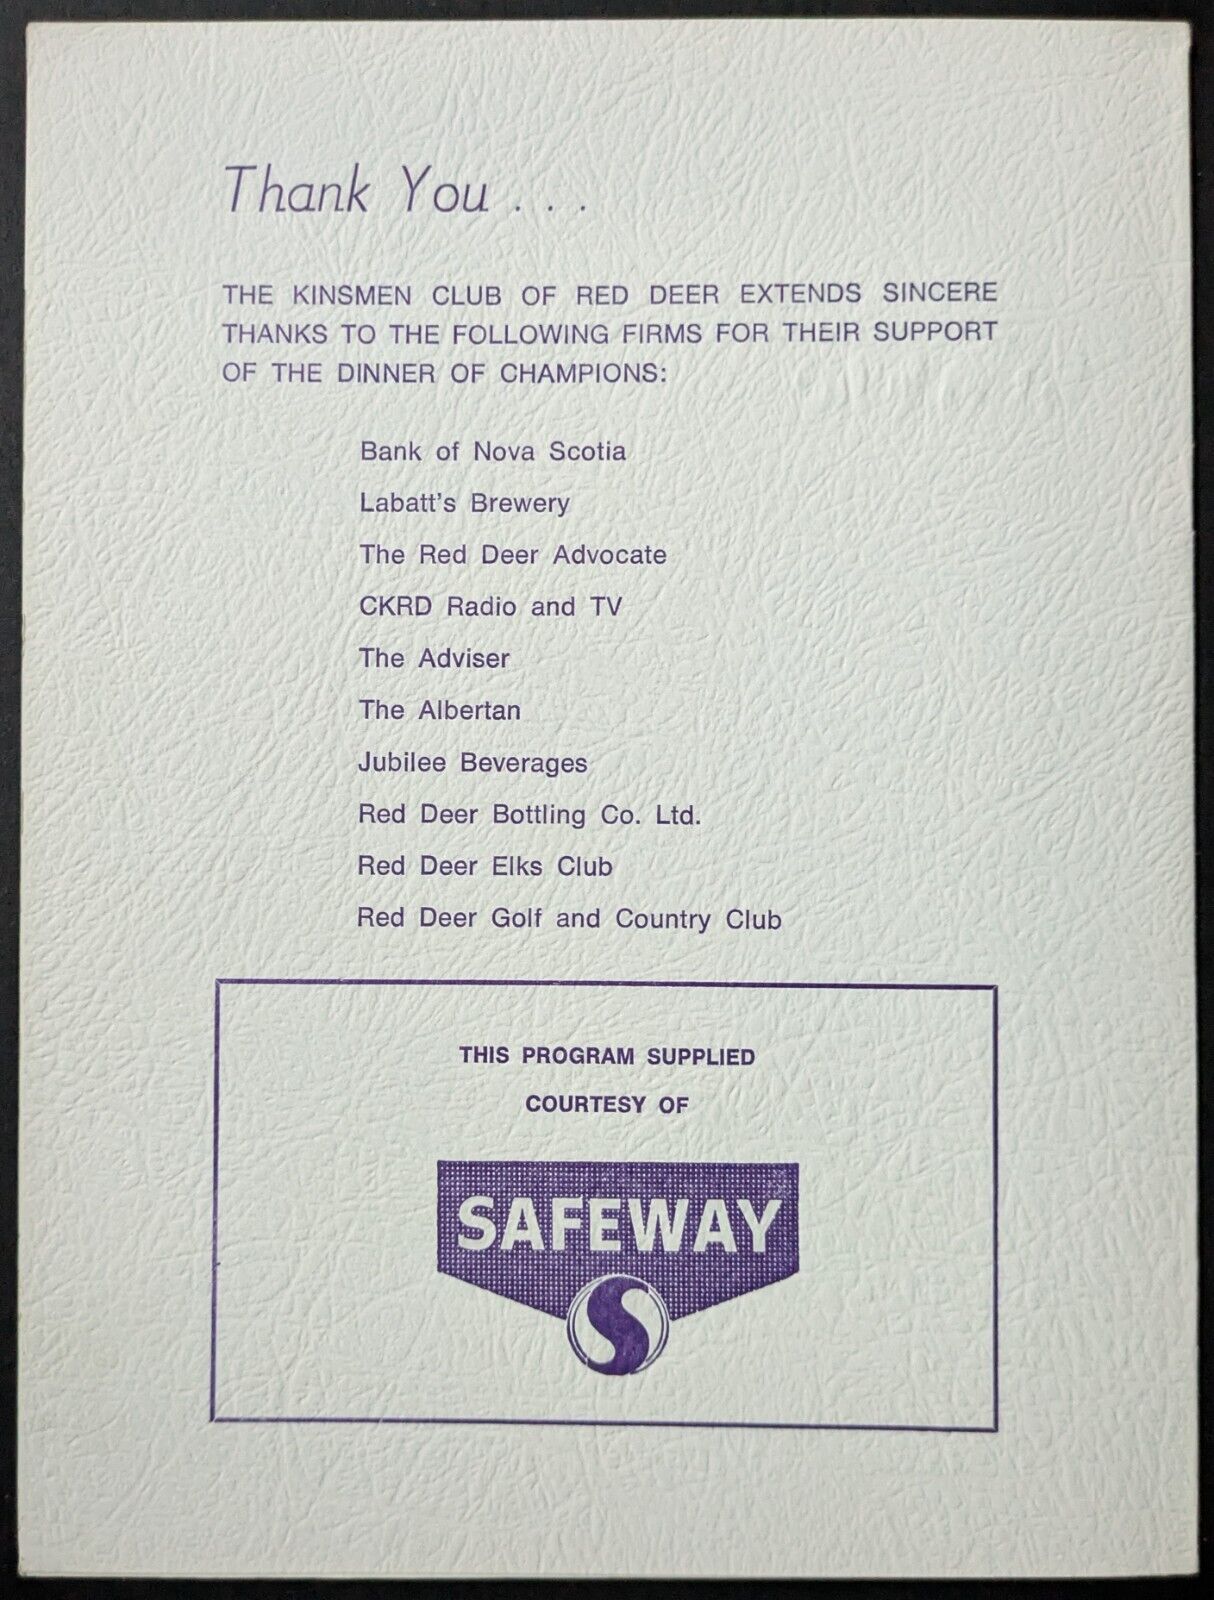 Thank You . . .
THE KINSMEN CLUB OF RED DEER EXTENDS SINCERE
THANKS TO THE FOLLOWING FIRMS FOR THEIR SUPPORT
OF THE DINNER OF CHAMPIONS:
Bank of Nova Scotia
Labatt's Brewery
The Red Deer Advocate
CKRD Radio and TV
The Adviser
The Albertan
Jubilee Beverages
Red Deer Bottling Co. Ltd.
Red Deer Elks Club
Red Deer Golf and Country Club
THIS PROGRAM SUPPLIED
COURTESY OF
SAFEWAY
S